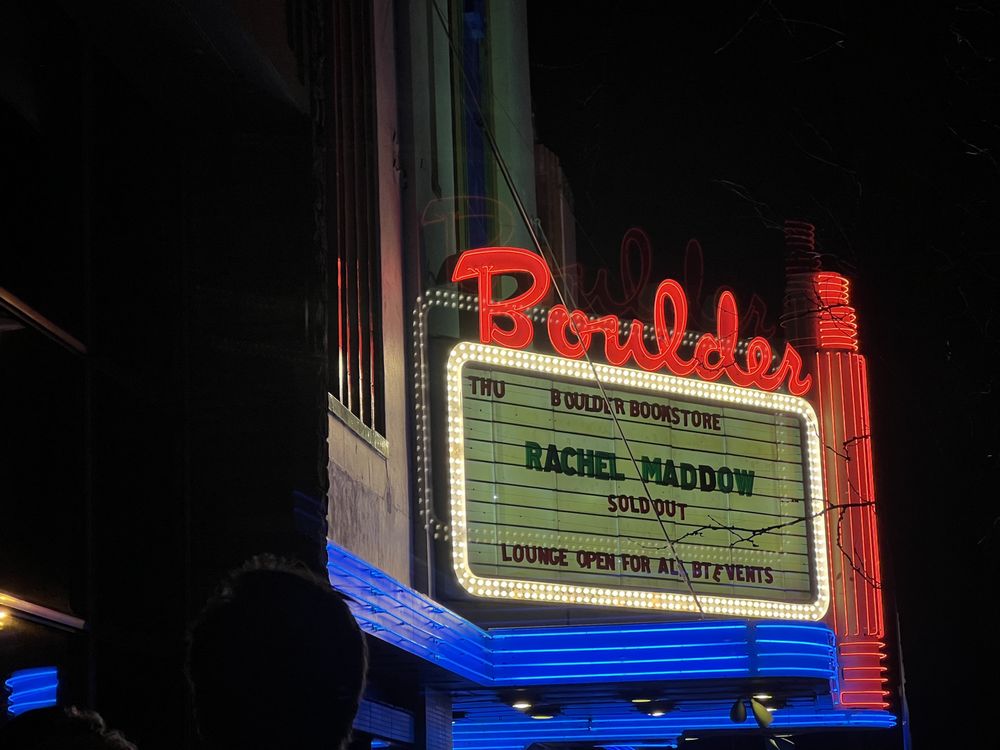 Boulder
THU BOULDER BOOKSTORE
RACHEL MADDOW
SOLD OUT
LOUNGE OPEN FOR ALL BT EVENTS